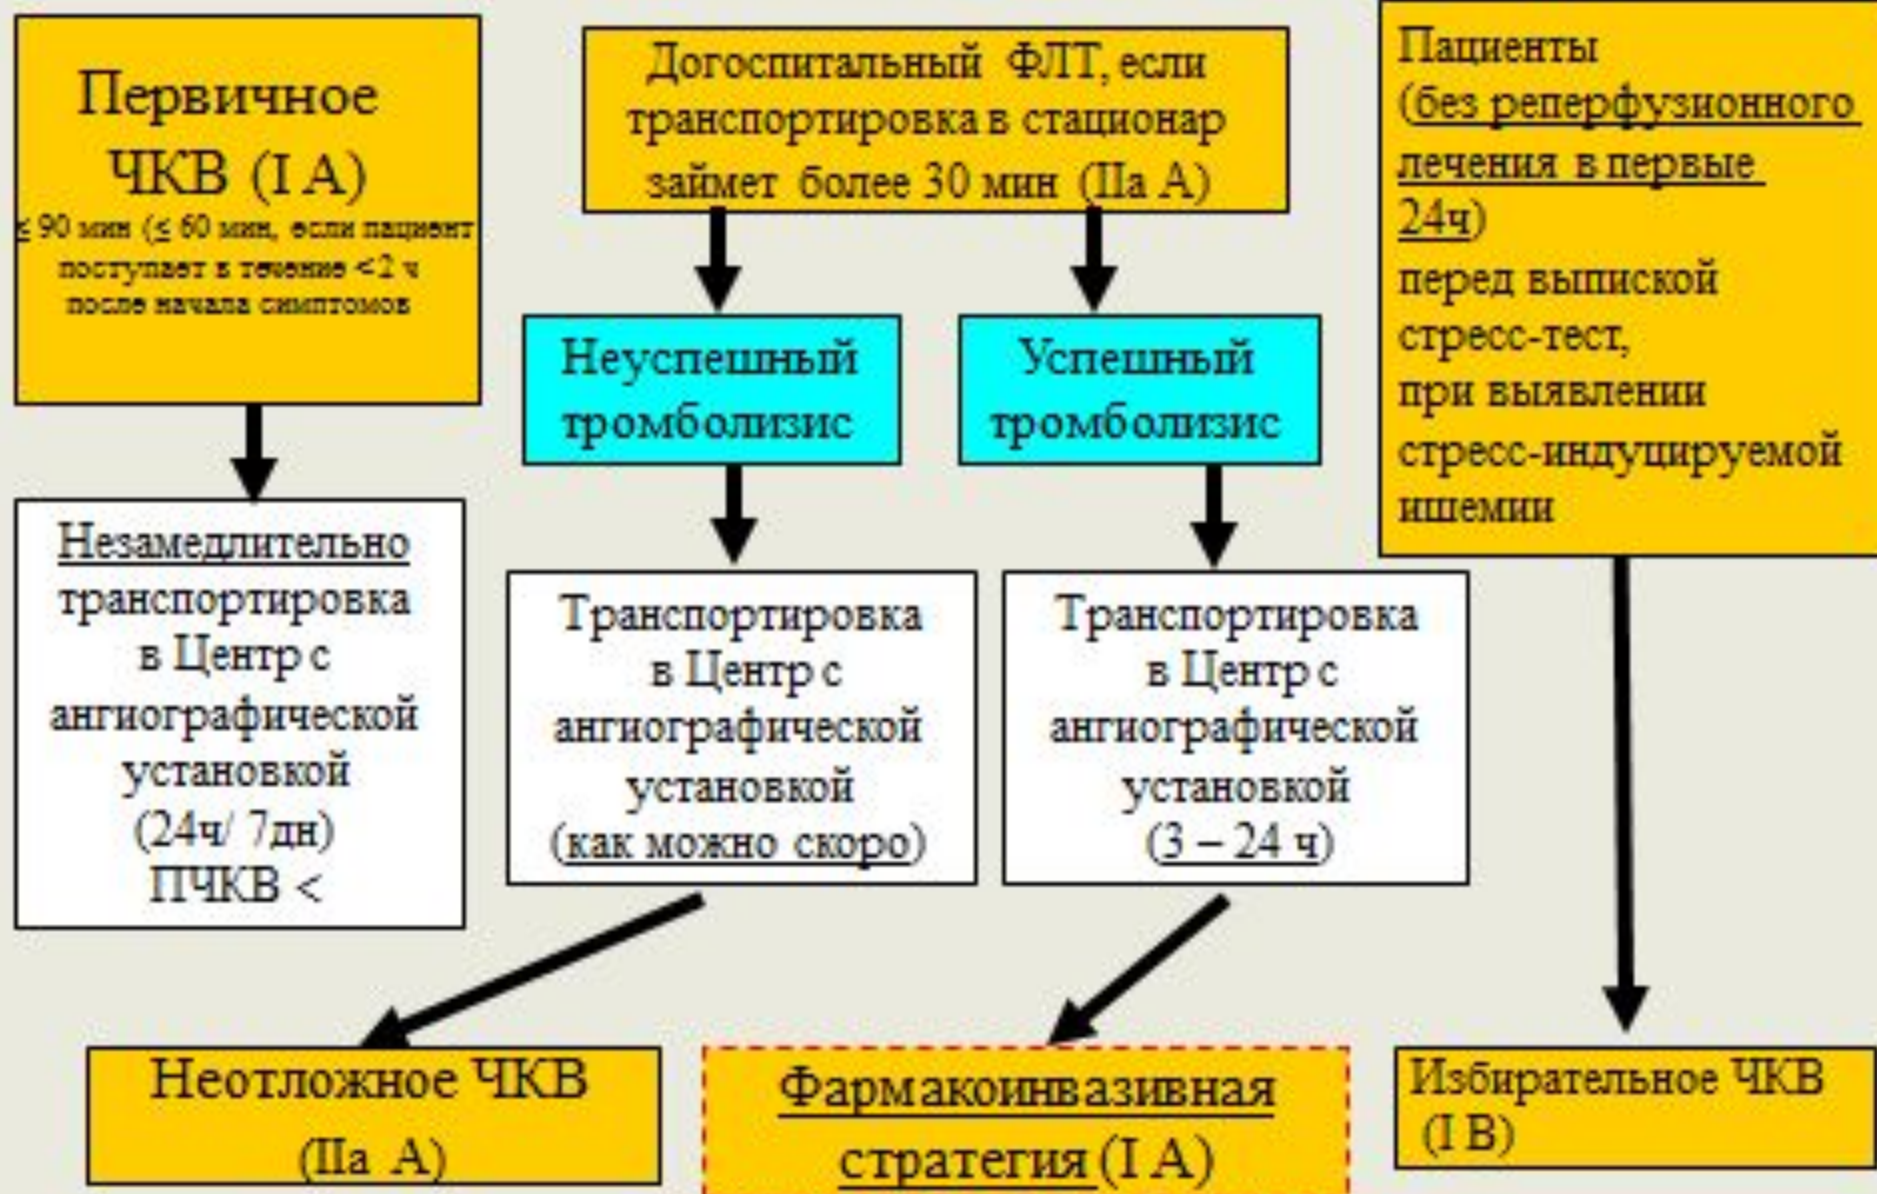 Первичное
ЧКВ (I A)
≤ 90 мин (≤ 60 мин, если пациент
поступает в течение <2 ч
после начала симптомов
Незамедлительно
транспортировка
в Центр с
ангиографической
установкой
(24ч/ 7дн)
ПЧКВ <
Догоспитальный ФЛТ, если
транспортировка в стационар
займет более 30 мин (IIa A)
Неуспешный
тромболизис
Успешный
тромболизис
Транспортировка
в Центр с
ангиографической
установкой
(как можно скоро)
Транспортировка
в Центр с
ангиографической
установкой
(3 – 24 ч)
Пациенты
(без реперфузионного
лечения в первые
24ч)
перед выпиской
стресс-тест,
при выявлении
стресс-индуцируемой
ишемии
Неотложное ЧКВ
(IIa A)
Фармакоинвазивная
стратегия (I A)
Избирательное ЧКВ
(I B)